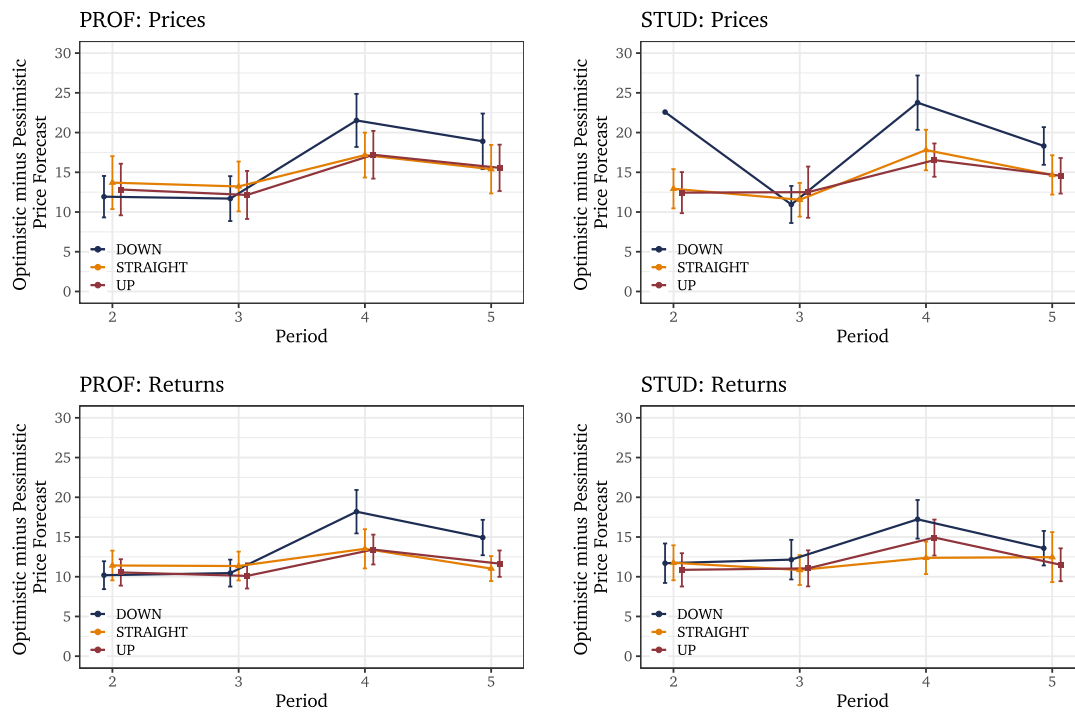 PROF: Prices
Optimistic minus Pessimistic
Price Forecast
30
25
20
15
10
5
0
DOWN
STRAIGHT
UP
2 3 4 5
Period
STUD: Prices
Optimistic minus Pessimistic
Price Forecast
30
25
20
15
10
5
0
DOWN
STRAIGHT
UP
2 3 4 5
Period
PROF: Returns
Optimistic minus Pessimistic
Price Forecast
30
25
20
15
10
5
0
DOWN
STRAIGHT
UP
2 3 4 5
Period
STUD: Returns
Optimistic minus Pessimistic
Price Forecast
30
25
20
15
10
5
0
DOWN
STRAIGHT
UP
2 3 4 5
Period